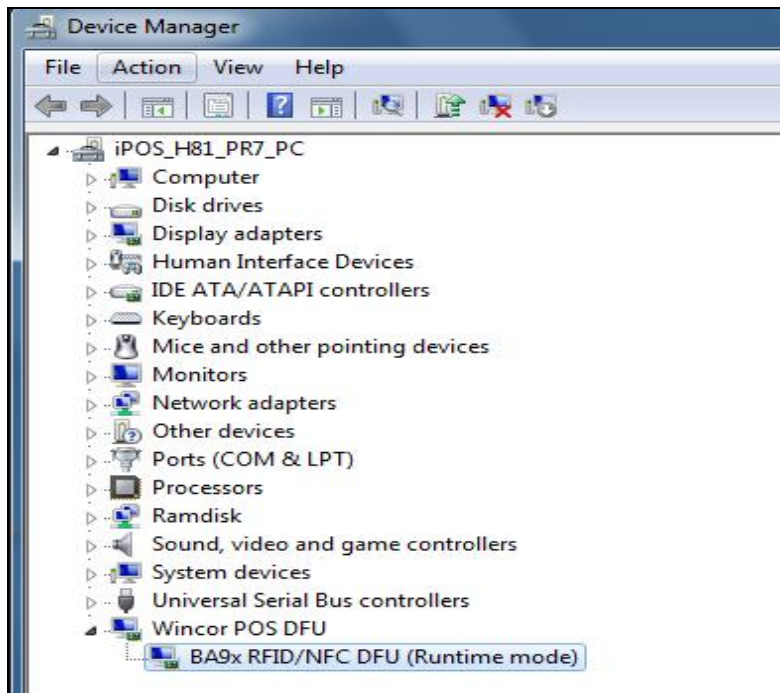 Device Manager
File Action View Help
iPOS_H81_PR7_PC
Computer
Disk drives
Display adapters
Human Interface Devices
IDE ATA/ATAPI controllers
Keyboards
Mice and other pointing devices
Monitors
Network adapters
Other devices
Ports (COM & LPT)
Processors
Ramdisk
Sound, video and game controllers
System devices
Universal Serial Bus controllers
Wincor POS DFU
BA9x RFID/NFC DFU (Runtime mode)